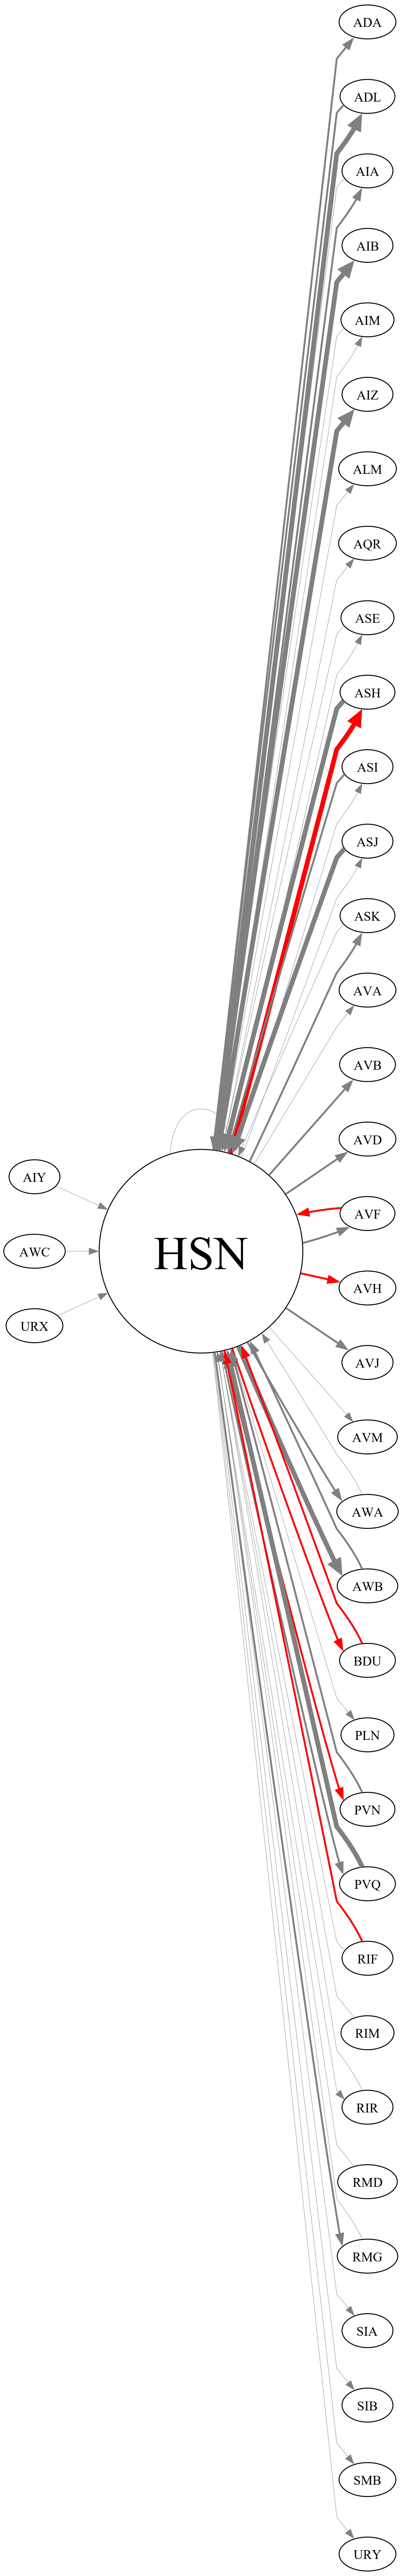 ADA
ADL
AIA
AIB
AIM
AIZ
ALM
AQR
ASE
ASH
ASI
ASJ
ASK
AVA
AVB
AVD
AIY
AVF
AWC
HSN
AVH
URX
AVJ
AVM
AWA
AWB
BDU
PLN
PVN
PVQ
RIF
RIM
RIR
RMD
RMG
SIA
SIB
SMB
URY